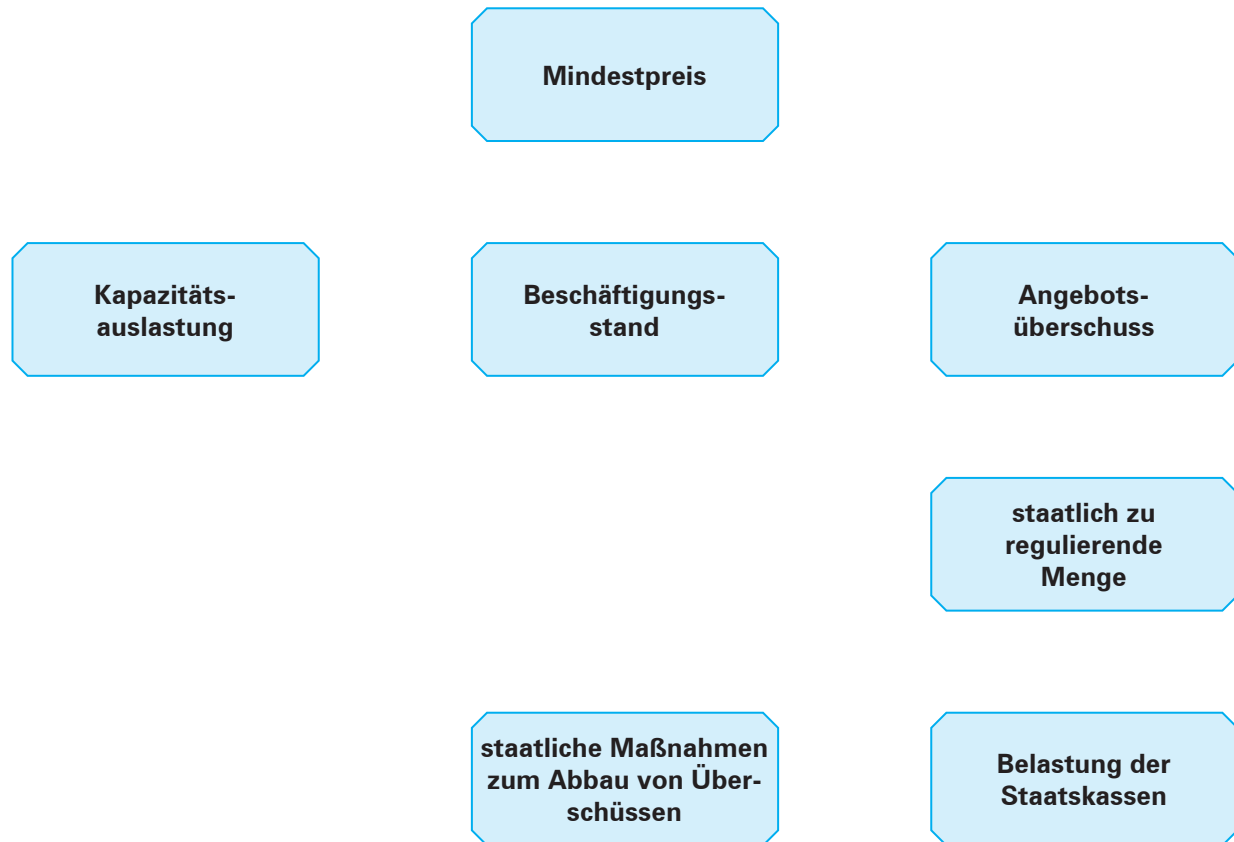 Mindestpreis
Kapazitäts-
auslastung
Beschäftigungs-
stand
Angebots-
überschuss
staatlich zu
regulierende
Menge
staatliche Maßnahmen
zum Abbau von Über-
schüssen
Belastung der
Staatskassen